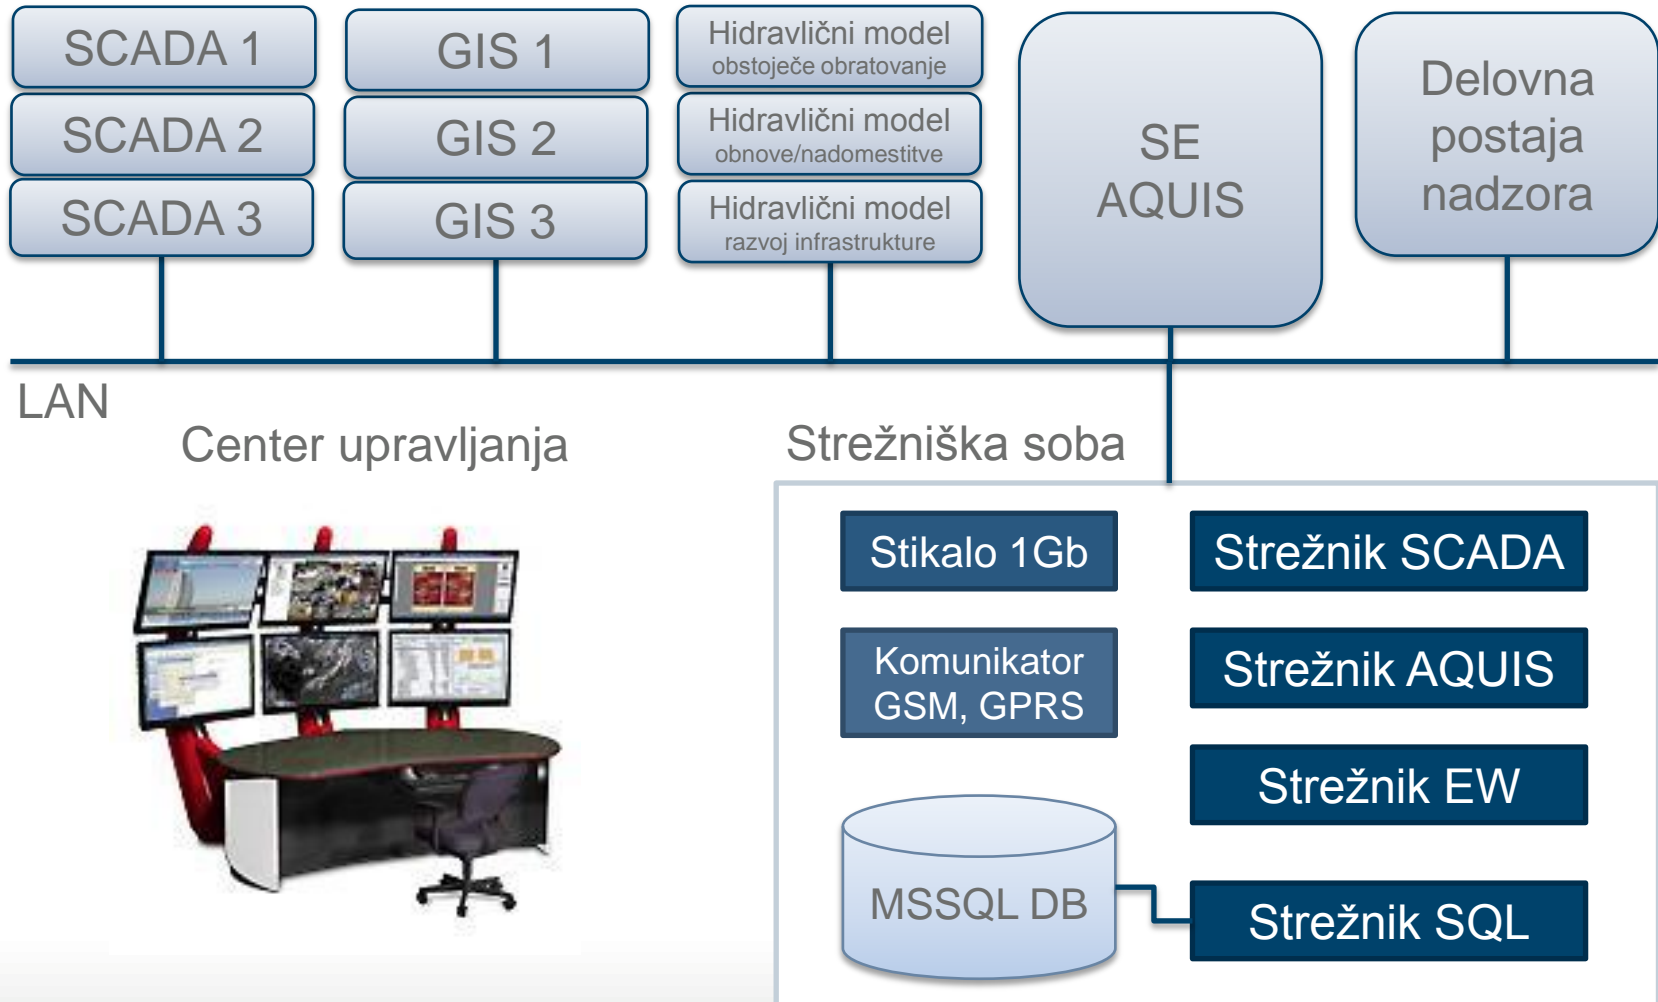 SCADA 1
SCADA 2
SCADA 3
GIS 1
GIS 2
GIS 3
Hidravlični model
obstoječe obratovanje
Hidravlični model
obnove/nadomestitve
Hidravlični model
razvoj infrastrukture
SE
AQUIS
Delovna
postaja
nadzora
LAN
Center upravljanja
Strežniška soba
Stikalo 1Gb
Komunikator
GSM, GPRS
MSSQL DB
Strežnik SCADA
Strežnik AQUIS
Strežnik EW
Strežnik SQL